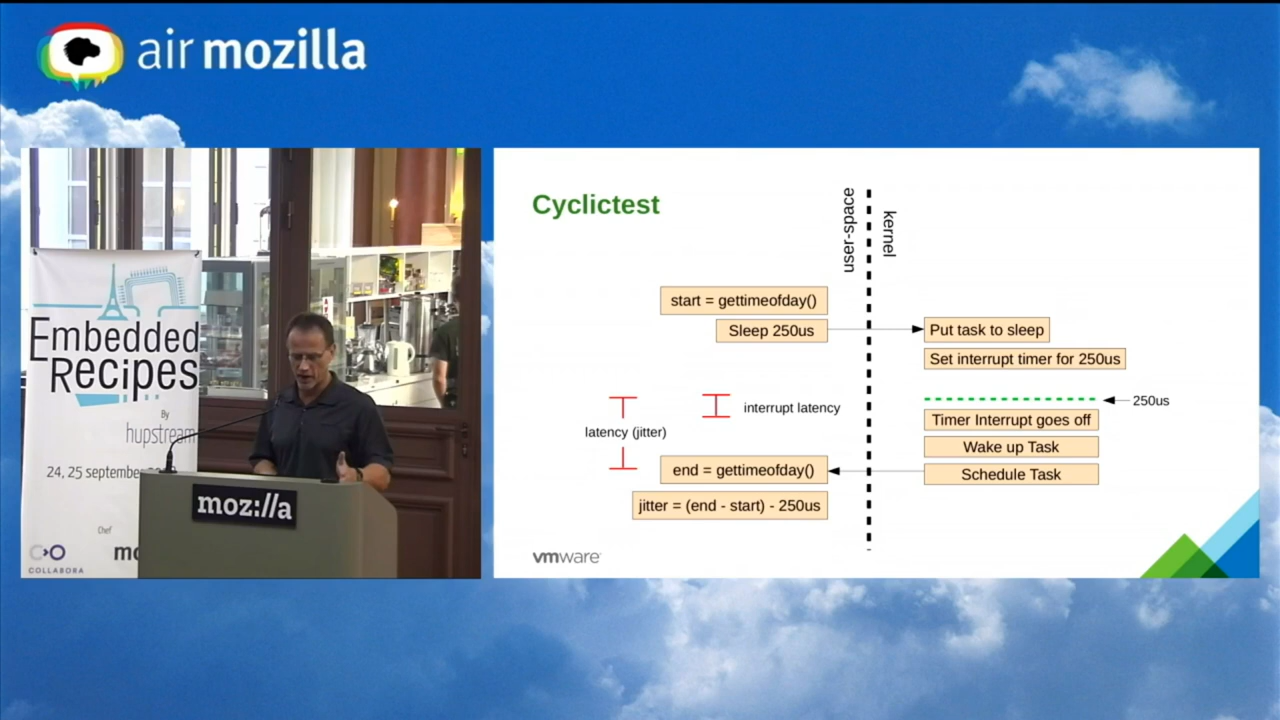 air mozilla
Embedded
Recipes
By
hupstream
24, 25 september
Chef
COLLABORA
moz://a
Cyclictest
user-space
kernel
start = gettimeofday()
Sleep 250us
Put task to sleep
Set interrupt timer for 250us
250us
interrupt latency
Timer Interrupt goes off
latency (jitter)
Wake up Task
end = gettimeofday()
Schedule Task
jitter = (end - start) - 250us
vmware